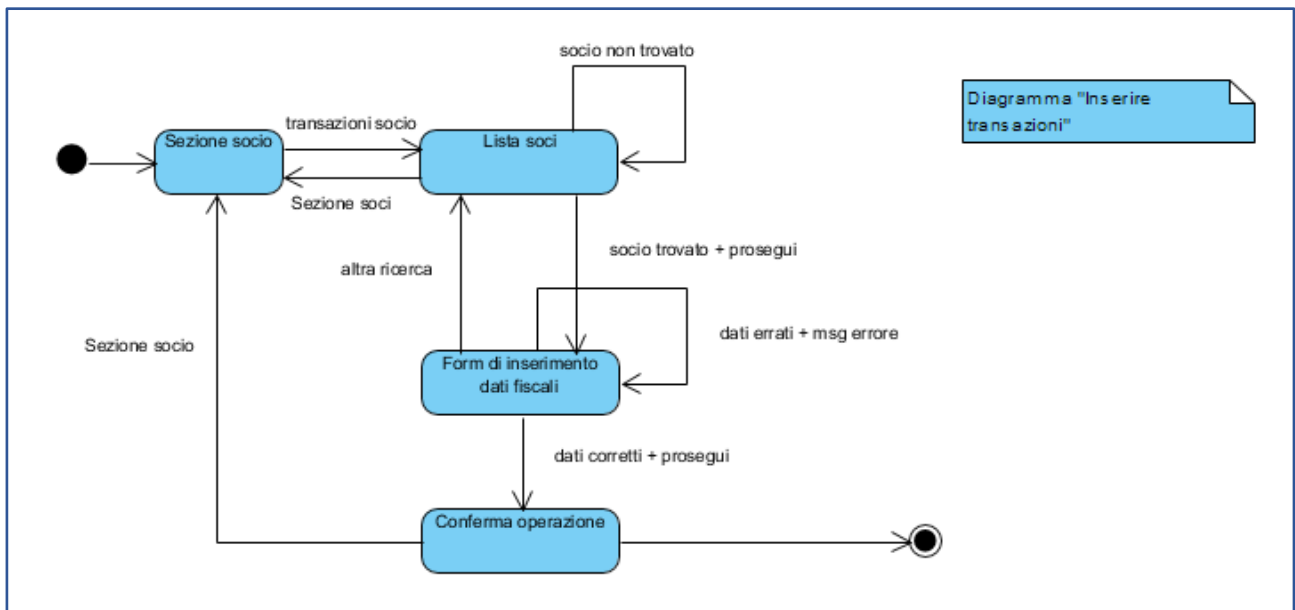 socio non trovato
Diagramma "Inserire
transazioni"
transazioni socio
Sezione socio
Lista soci
Sezione soci
socio trovato + prosegui
altra ricerca
dati errati + msg errore
Sezione socio
Form di inserimento
dati fiscali
dati corretti + prosegui
Conferma operazione